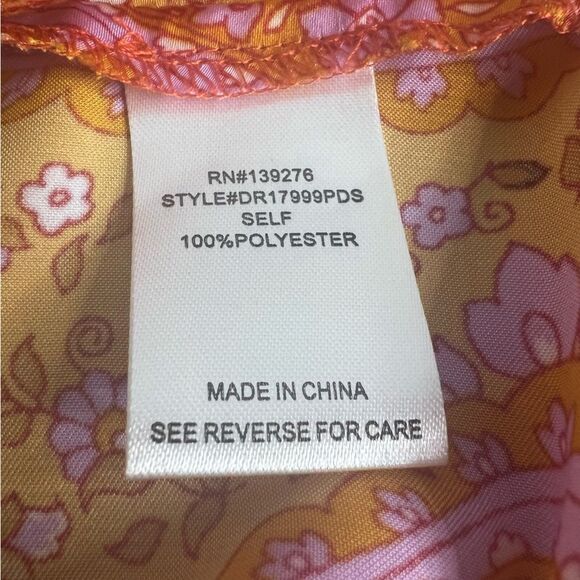 RN#139276
STYLE#DR17999PDS
SELF
100%POLYESTER
MADE IN CHINA
SEE REVERSE FOR CARE